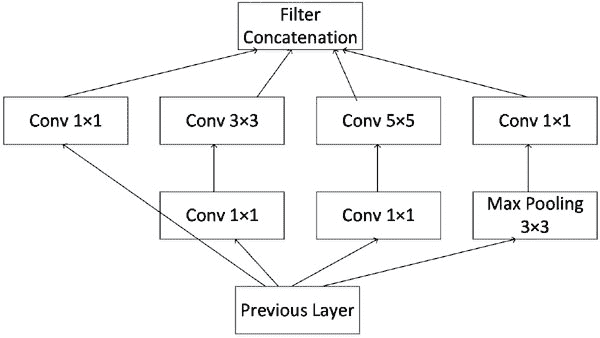 Filter
Concatenation
Conv 1×1
Conv 3×3
Conv 5×5
Conv 1×1
Conv 1×1
Conv 1×1
Max Pooling
3×3
Previous Layer